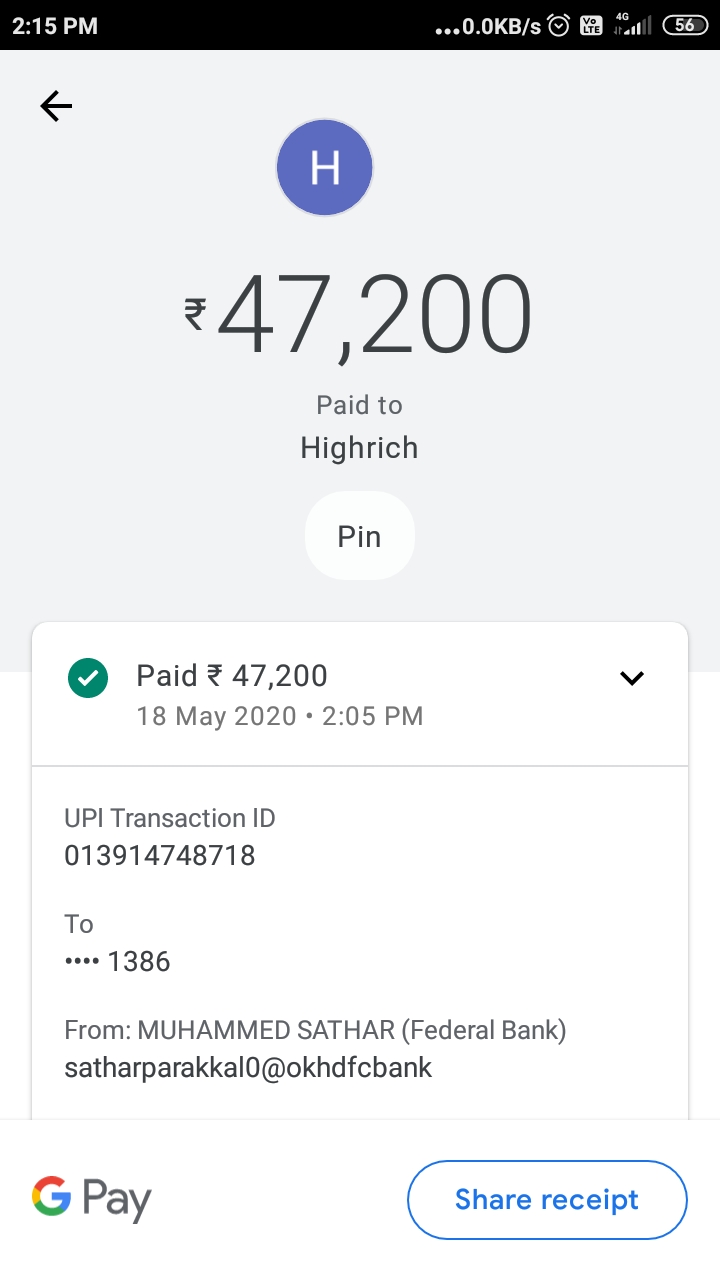 2:15 PM
...0.0KB/s Vo LTE 4G 56
H
₹47,200
Paid to
Highrich
Pin
Paid ₹ 47,200
18 May 2020 • 2:05 PM
UPI Transaction ID
013914748718
To
•••• 1386
From: MUHAMMED SATHAR (Federal Bank)
satharparakkal0@okhdfcbank
G Pay
Share receipt